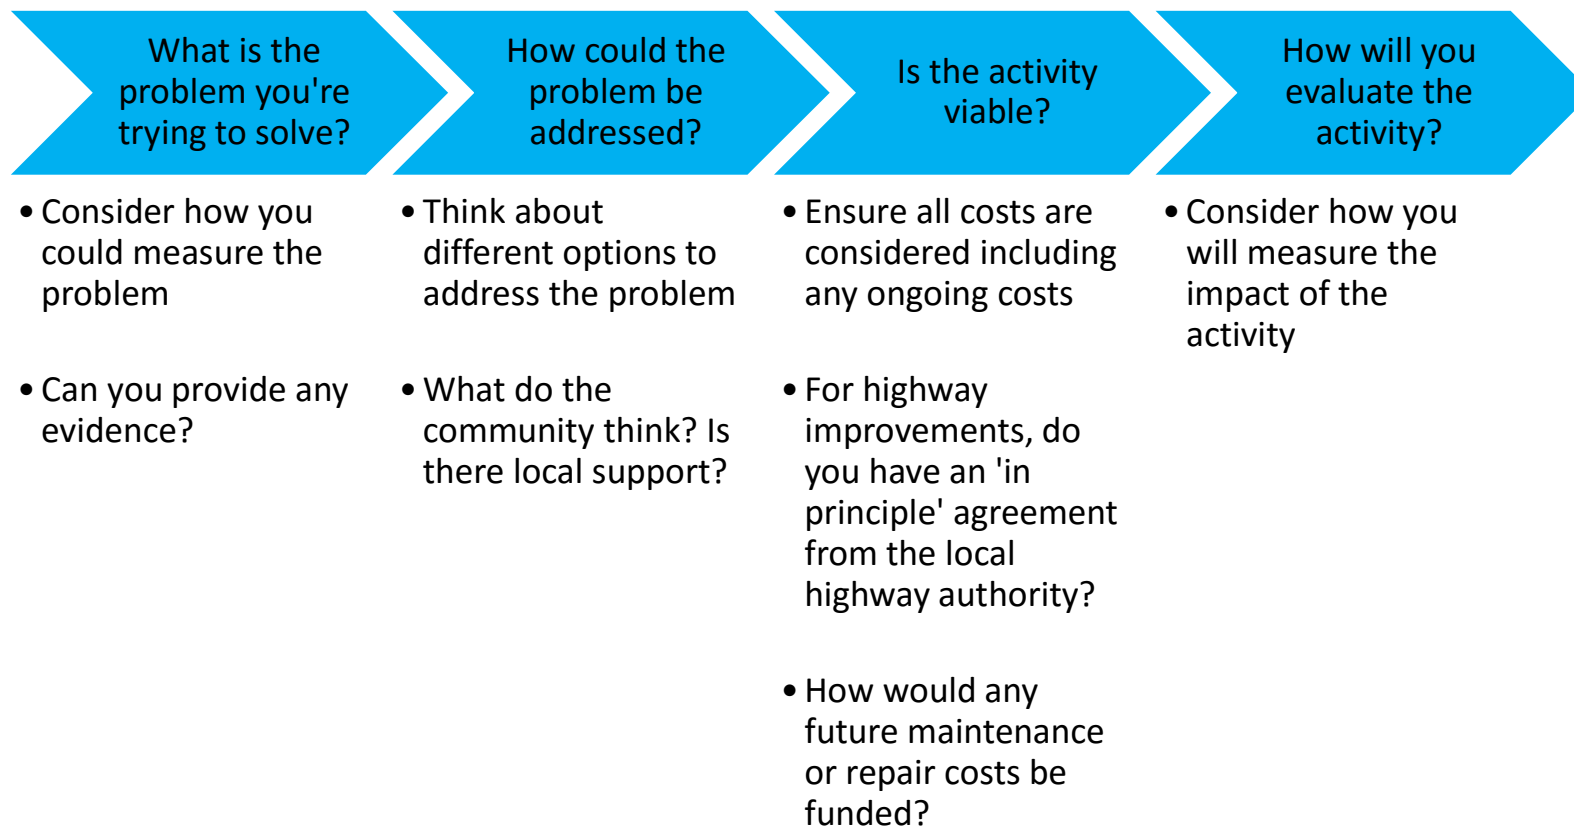 What is the
problem you're
trying to solve?
• Consider how you
could measure the
problem
• Can you provide any
evidence?
How could the
problem be
addressed?
• Think about
different options to
address the problem
• What do the
community think? Is
there local support?
Is the activity
viable?
• Ensure all costs are
considered including
any ongoing costs
• For highway
improvements, do
you have an 'in
principle' agreement
from the local
highway authority?
• How would any
future maintenance
or repair costs be
funded?
How will you
evaluate the
activity?
• Consider how you
will measure the
impact of the
activity